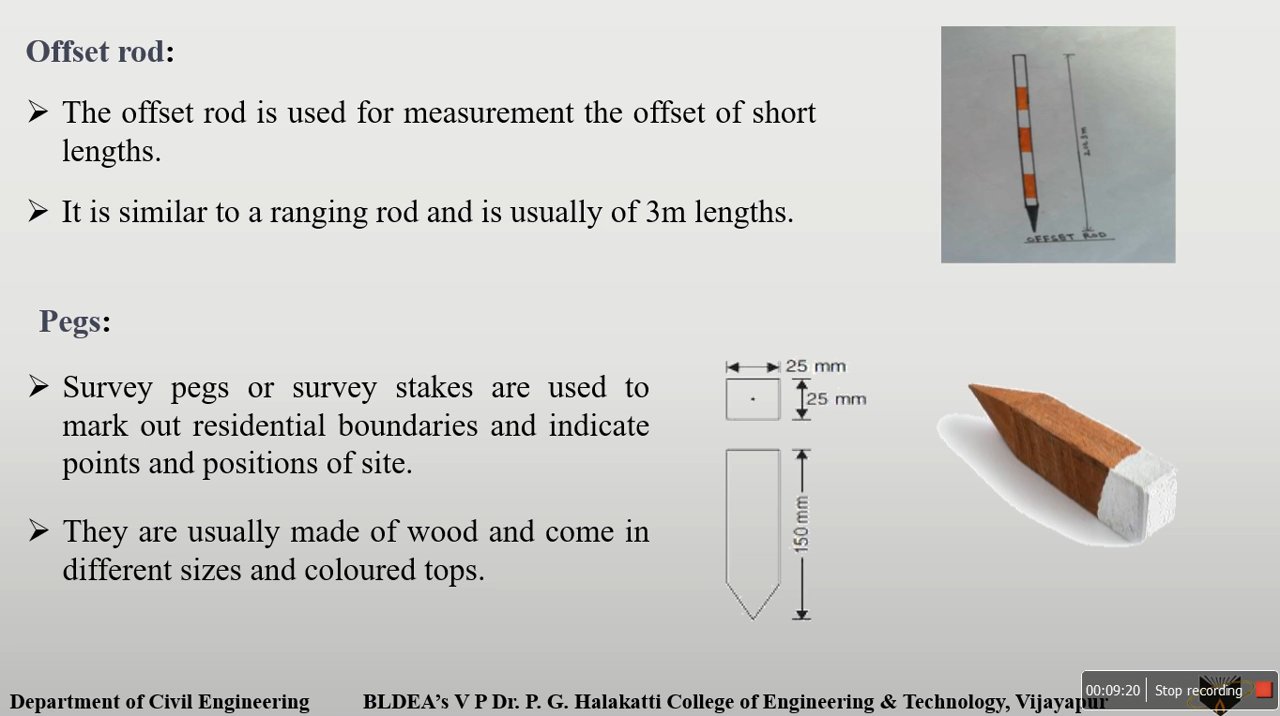 Offset rod:
➢ The offset rod is used for measurement the offset of short
lengths.
➢ It is similar to a ranging rod and is usually of 3m lengths.
OFFSET ROD
Pegs:
➢ Survey pegs or survey stakes are used to
mark out residential boundaries and indicate
points and positions of site.
➢ They are usually made of wood and come in
different sizes and coloured tops.
25 mm
25 mm
150 mm
Department of Civil Engineering
BLDEA's V P Dr. P. G. Halakatti College of Engineering & Technology, Vijayapur
00:09:20
Stop recording